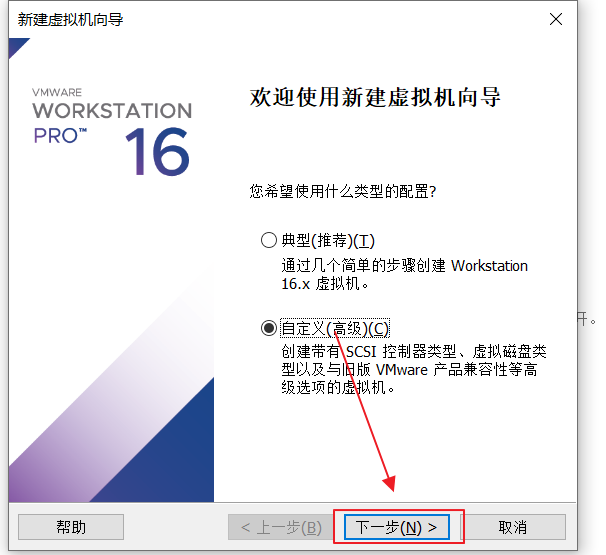 新建虚拟机向导
VMWARE
WORKSTATION
PRO™ 16
欢迎使用新建虚拟机向导
您希望使用什么类型的配置?
典型(推荐)(T)
通过几个简单的步骤创建 Workstation
16.x 虚拟机。
自定义(高级)(C)
创建带有 SCSI 控制器类型、虚拟磁盘类
型以及与旧版 VMware 产品兼容性等高
级选项的虚拟机。
开。
帮助
< 上一步(B)
下一步(N) >
取消